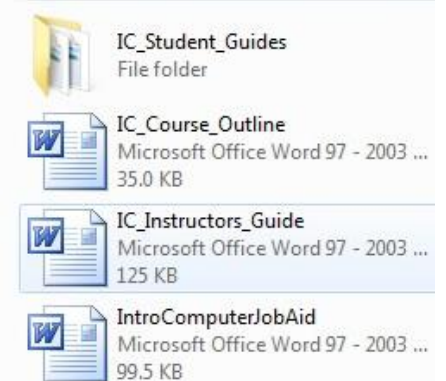 IC_Student_Guides
File folder
IC_Course_Outline
Microsoft Office Word 97 - 2003 ...
35.0 KB
IC_Instructors_Guide
Microsoft Office Word 97 - 2003 ...
125 KB
IntroComputerJobAid
Microsoft Office Word 97 - 2003 ...
99.5 KB